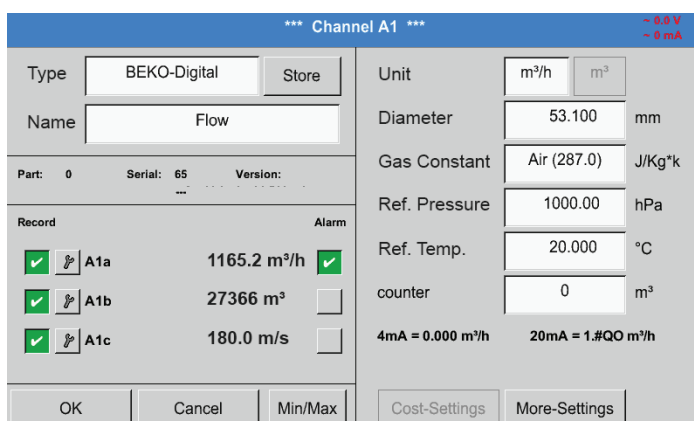 *** Channel A1 ***
~ 0.0 V
~ 0 mA
Type BEKO-Digital Store
Name Flow
Part: 0 Serial: 65 Version:
---
Record Alarm
A1a 1165.2 m³/h
A1b 27366 m³
A1c 180.0 m/s
OK Cancel Min/Max
Unit m³/h m³
Diameter 53.100 mm
Gas Constant Air (287.0) J/Kg*k
Ref. Pressure 1000.00 hPa
Ref. Temp. 20.000 °C
counter 0 m³
4mA = 0.000 m³/h 20mA = 1.#QO m³/h
Cost-Settings More-Settings